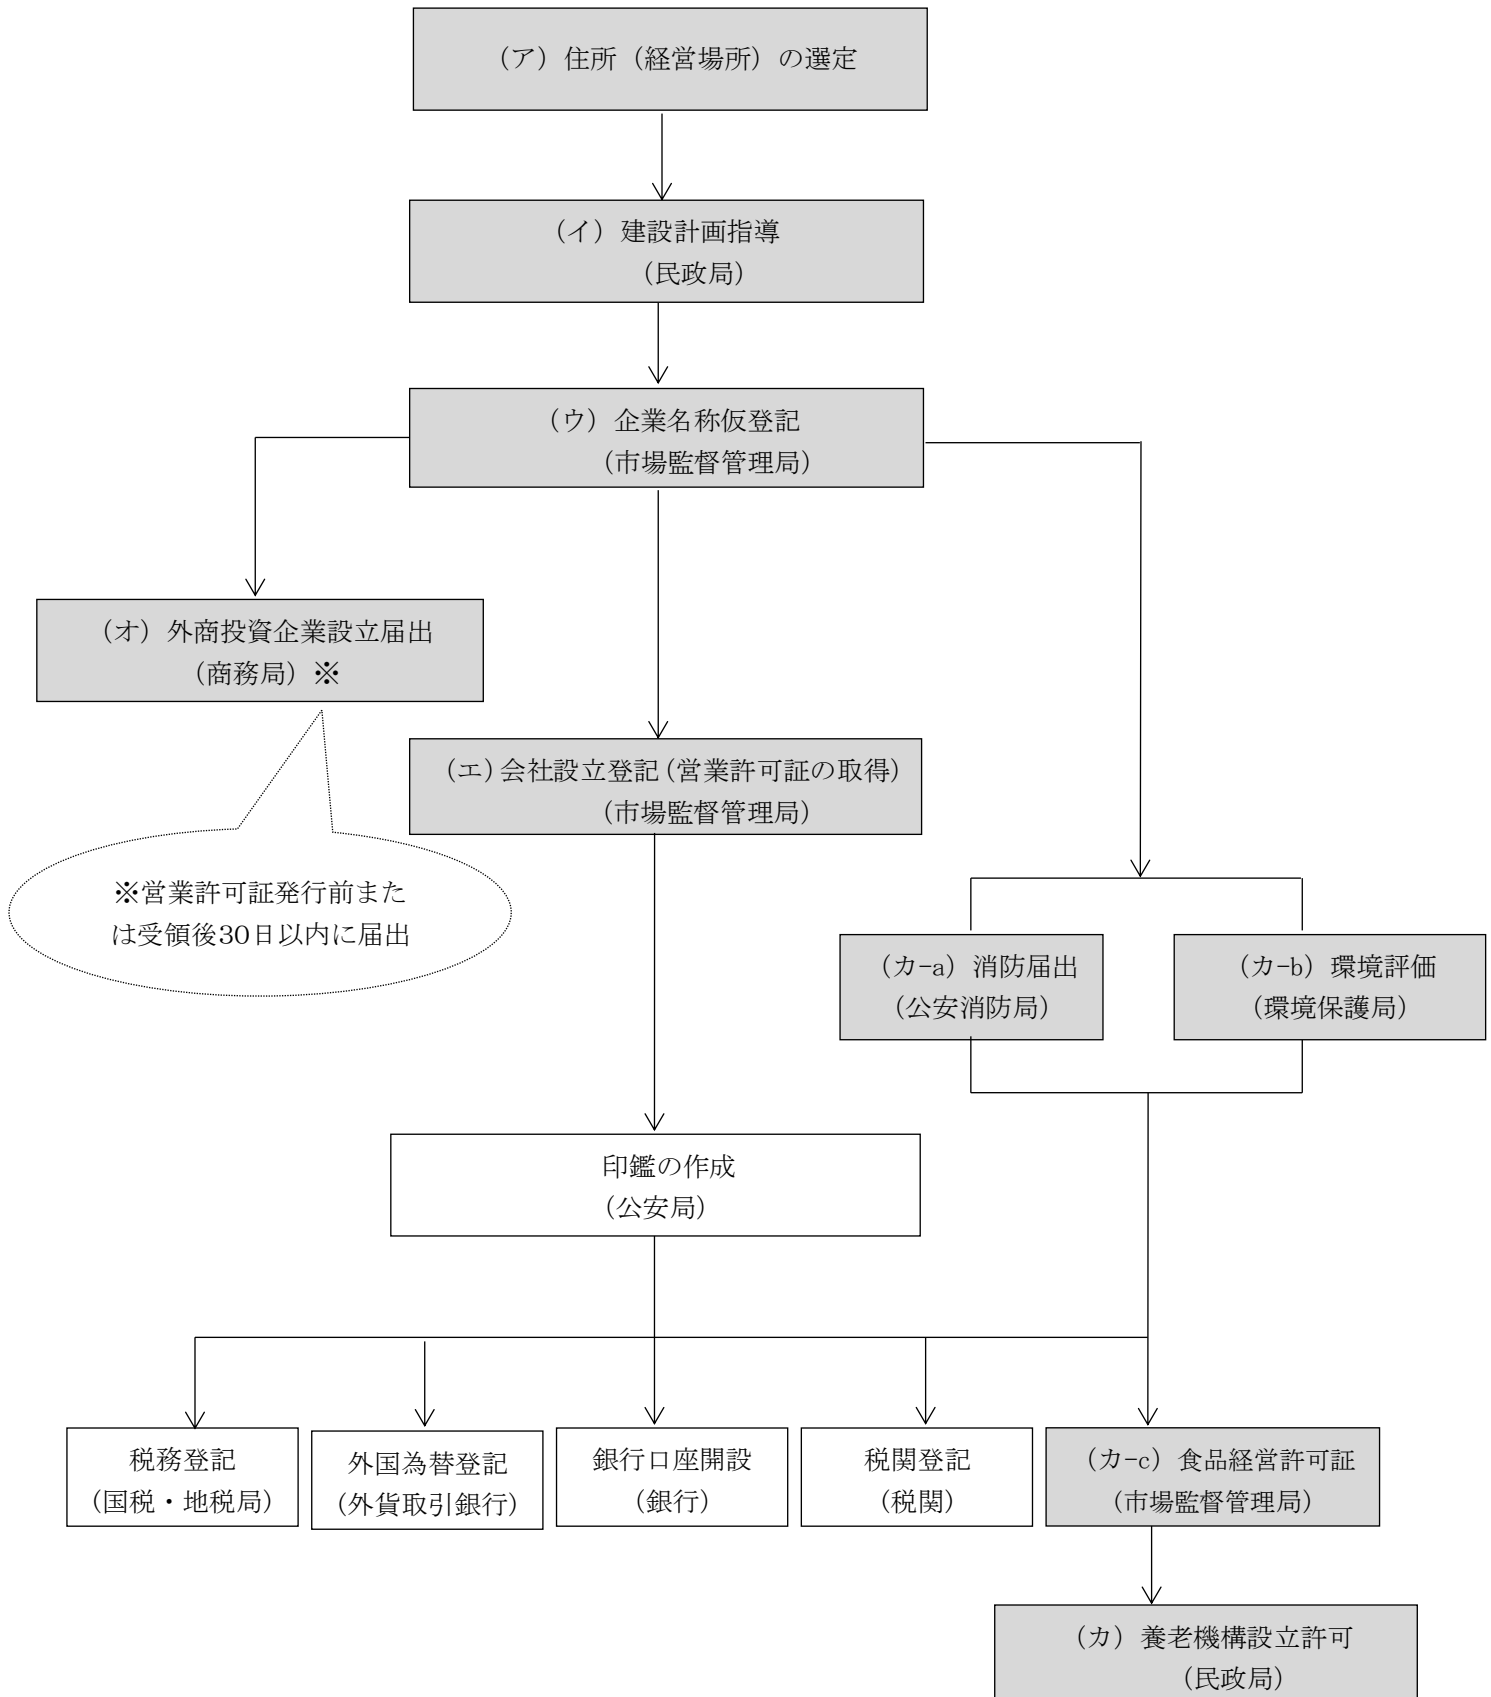 （ア）住所（経営場所）の選定
（イ）建設計画指導
（民政局）
（ウ）企業名称仮登記
（市場監督管理局）
（オ）外商投資企業設立届出
（商務局）※
（エ）会社設立登記（営業許可証の取得）
（市場監督管理局）
※営業許可証発行前また
は受領後30日以内に届出
（カ-a）消防届出
（公安消防局）
（カ-b）環境評価
（環境保護局）
印鑑の作成
（公安局）
税務登記
（国税・地税局）
外国為替登記
（外貨取引銀行）
銀行口座開設
（銀行）
税関登記
（税関）
（カ-c）食品経営許可証
（市場監督管理局）
（カ）養老機構設立許可
（民政局）